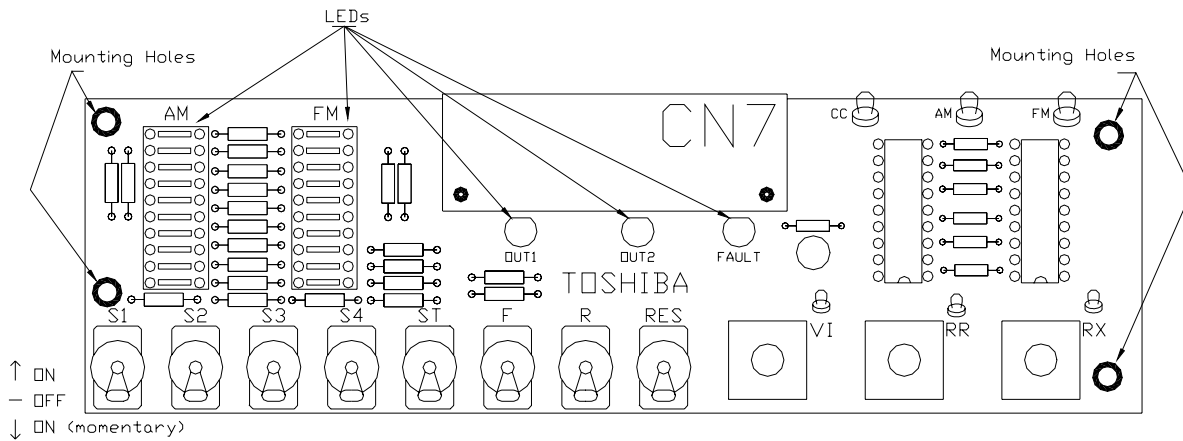 LEDs
Mounting Holes
Mounting Holes
AM
FM
CN7
CC
AM
FM
OUT1
OUT2
FAULT
TOSHIBA
S1
S2
S3
S4
ST
F
R
RES
VI
RR
RX
↑ ON
— OFF
↓ ON (momentary)